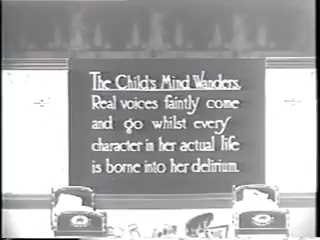 The Child's Mind Wanders.
Real voices faintly come
and go whilst every
character in her actual life
is borne into her delirium.